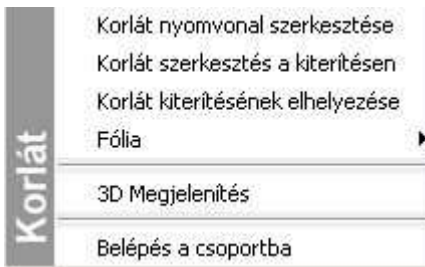 Korlát nyomvonal szerkesztése
Korlát szerkesztés a kiterítésen
Korlát kiterítésének elhelyezése
Fólia
3D Megjelenítés
Belépés a csoportba
Korlát